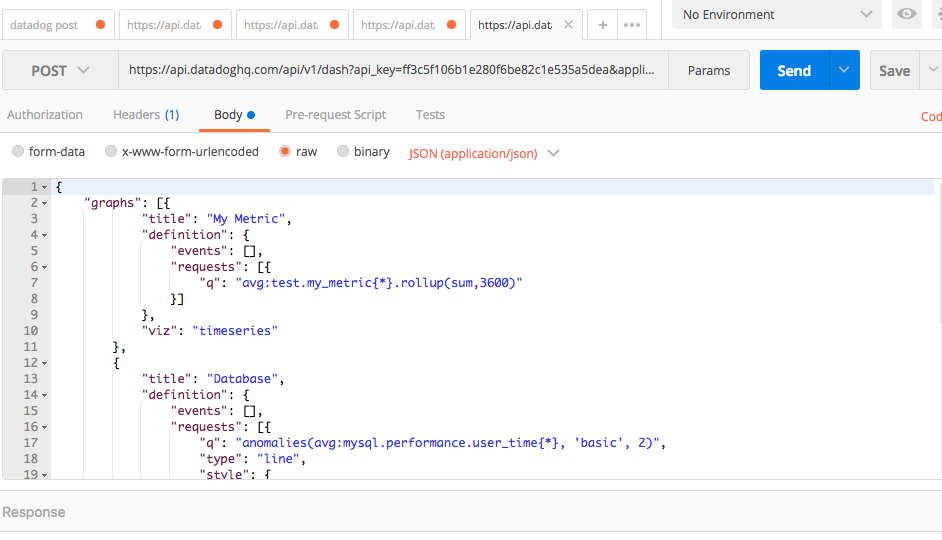 datadog post https://api.dat https://api.dat https://api.dat https://api.dat × + ••• No Environment
POST https://api.datadoghq.com/api/v1/dash?api_key=ff3c5f106b1e280f6be82c1e535a5dea&appli... Params Send Save
Authorization Headers (1) Body Pre-request Script Tests Cod
form-data x-www-form-urlencoded raw binary JSON (application/json)
1 {
2 "graphs": [{
3 "title": "My Metric",
4 "definition": {
5 "events": [],
6 "requests": [{
7 "q": "avg:test.my_metric{*}.rollup(sum,3600)"
8 }]
9 },
10 "viz": "timeseries"
11 },
12 {
13 "title": "Database",
14 "definition": {
15 "events": [],
16 "requests": [{
17 "q": "anomalies(avg:mysql.performance.user_time{*}, 'basic', 2)",
18 "type": "line",
19 "style": {
Response